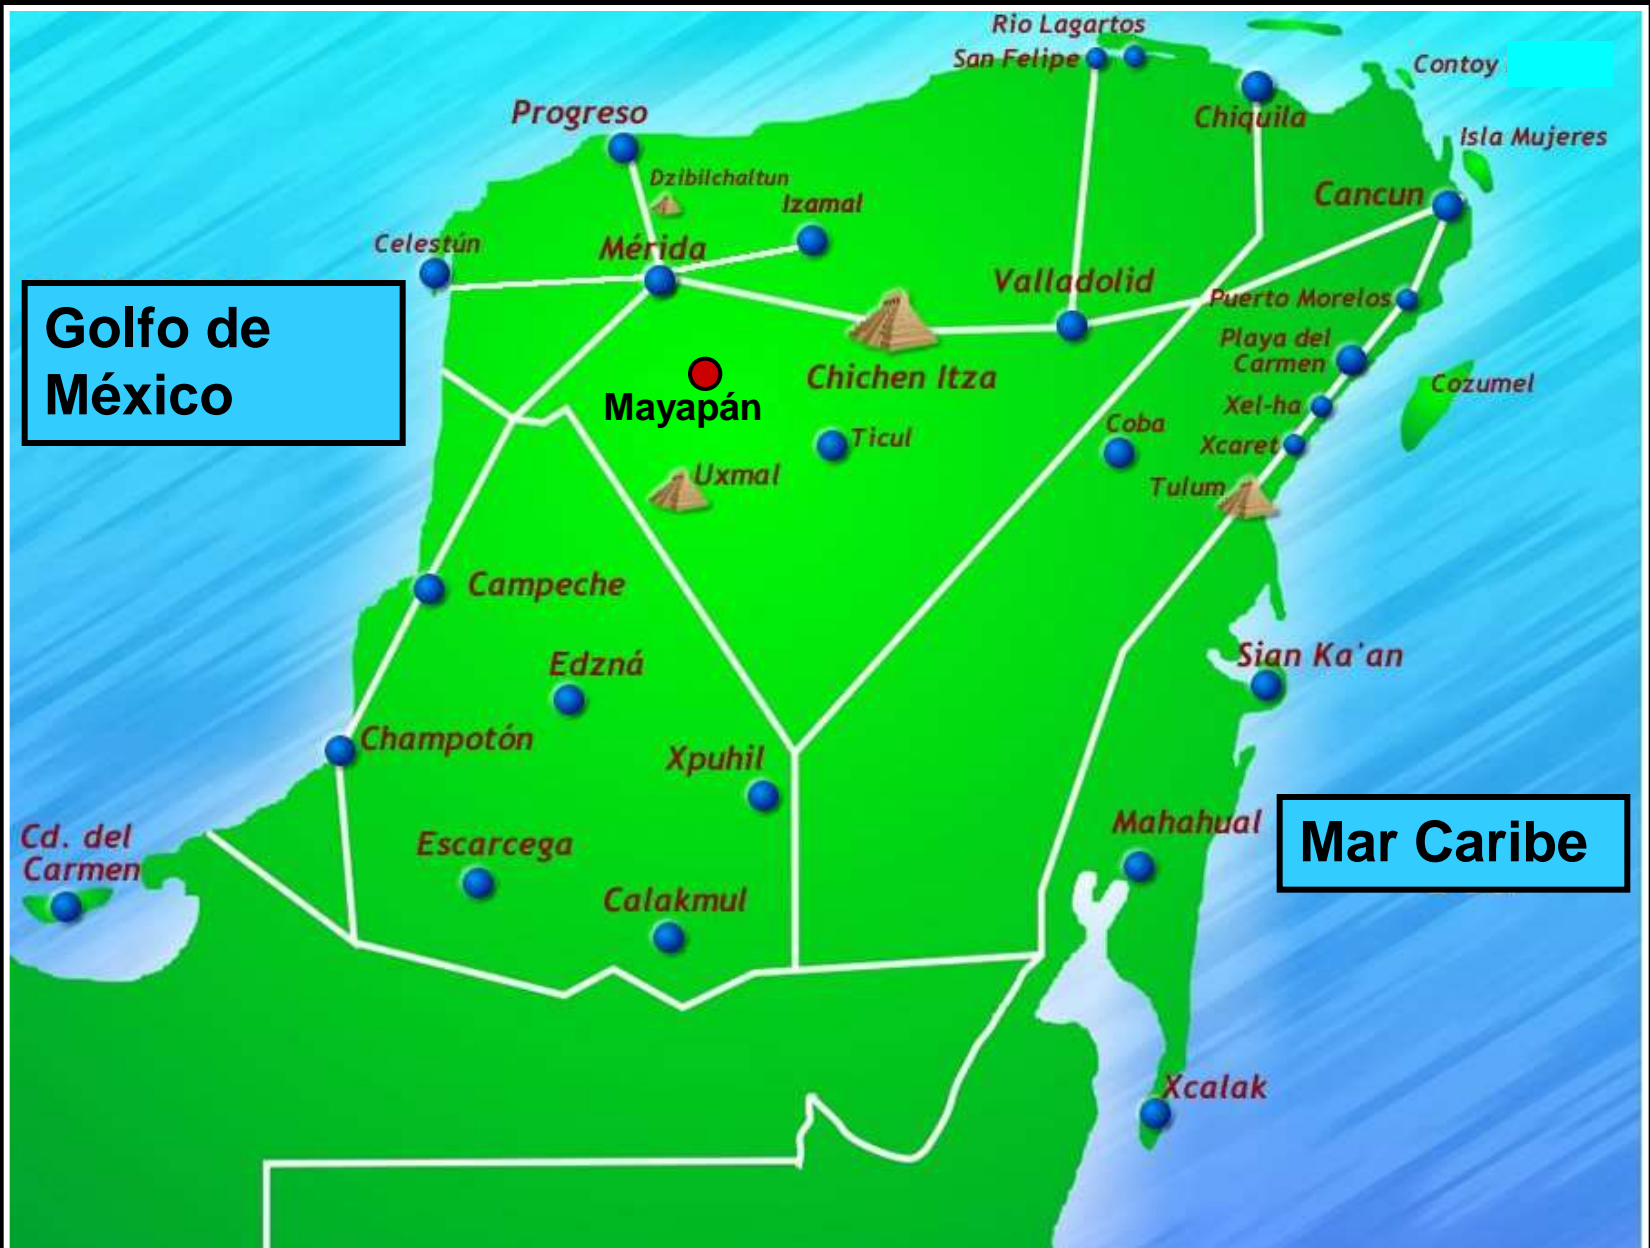 Rio Lagartos
San Felipe
Contoy
Progreso
Chiquila
Isla Mujeres
Dzibilchaltun
Izamal
Cancun
Celestún
Mérida
Valladolid
Puerto Morelos
Golfo de
México
Playa del
Carmen
Chichen Itza
Cozumel
Mayapán
Xel-ha
Coba
Ticul
Xcaret
Uxmal
Tulum
Campeche
Sian Ka'an
Edzná
Champotón
Xpuhil
Mahahual
Mar Caribe
Cd. del
Carmen
Escarcega
Calakmul
Xcalak